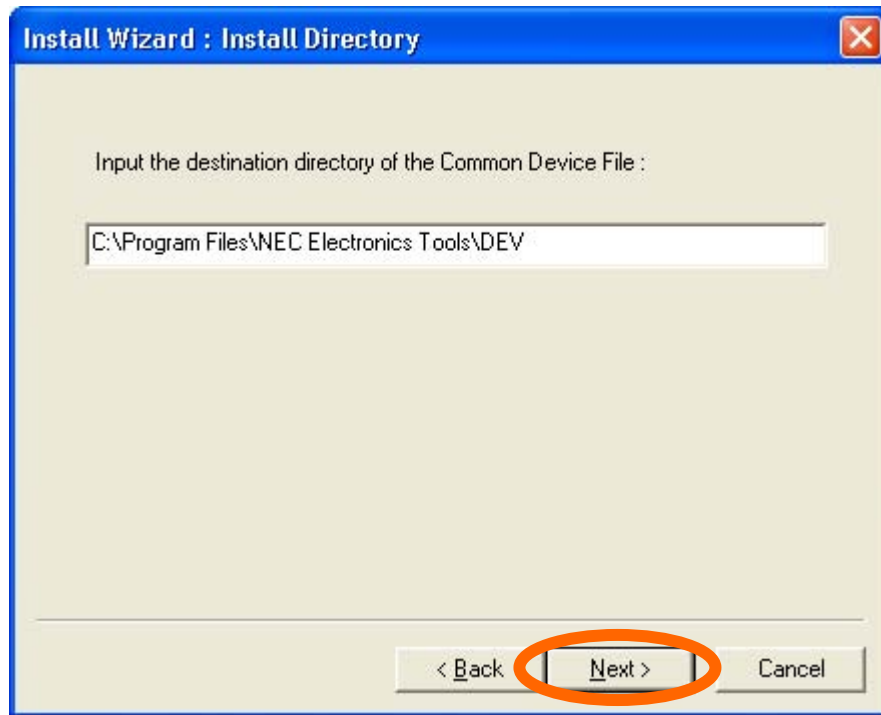 Install Wizard : Install Directory
Input the destination directory of the Common Device File :
C:\Program Files\NEC Electronics Tools\DEV
< Back Next > Cancel